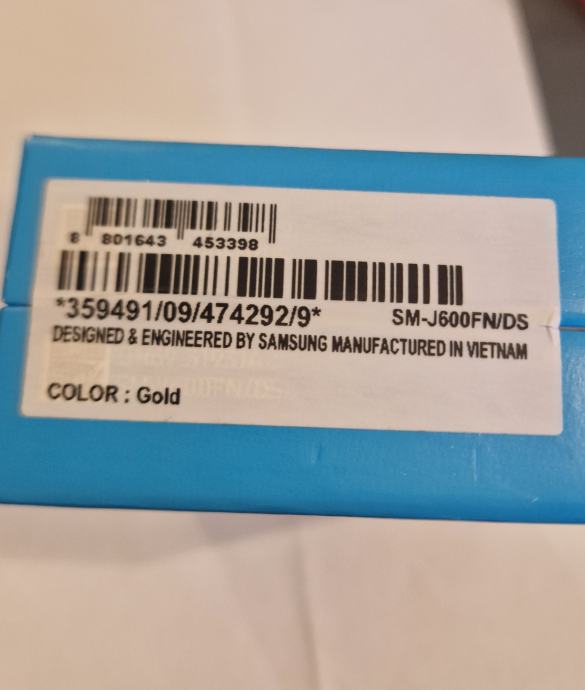 8 801643 453398
*359491/09/474292/9* SM-J600FN/DS
DESIGNED & ENGINEERED BY SAMSUNG MANUFACTURED IN VIETNAM
COLOR : Gold